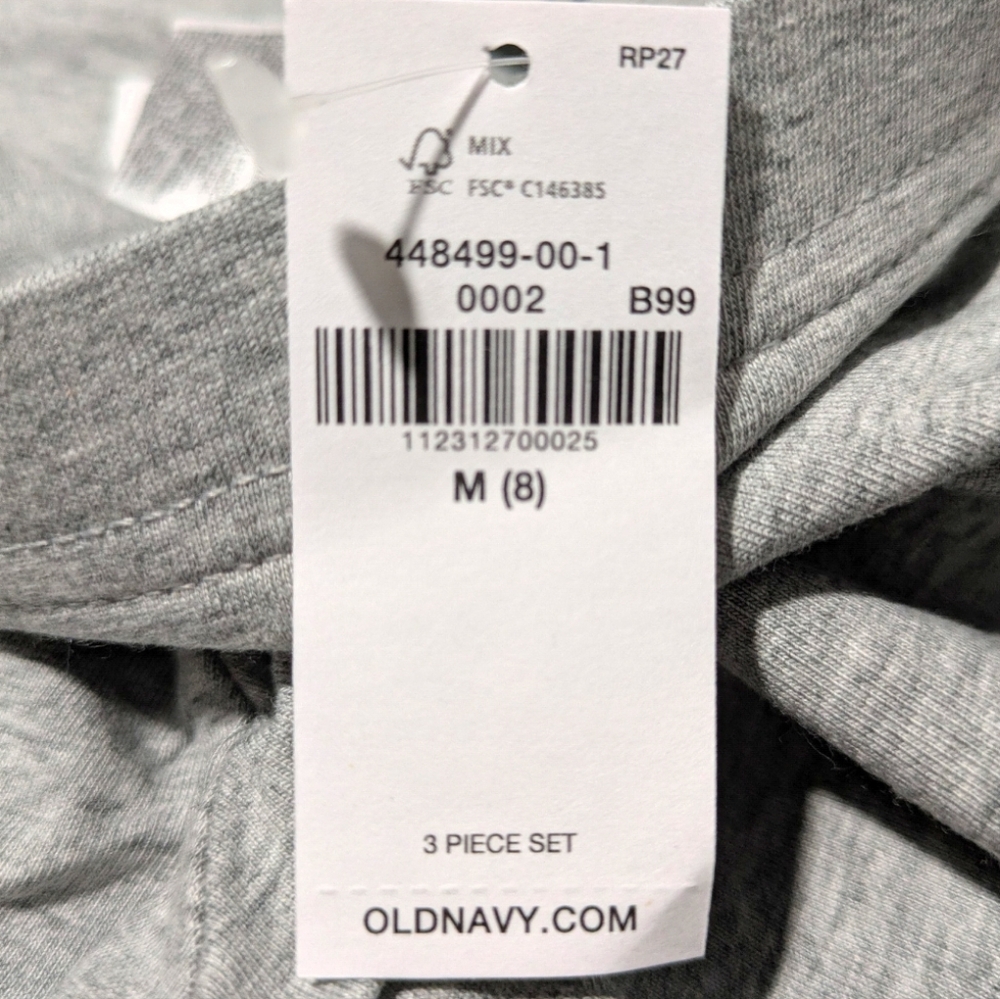 RP27
MIX
FSC FSC® C146385
448499-00-1
0002 B99
112312700025
M (8)
3 PIECE SET
OLDNAVY.COM